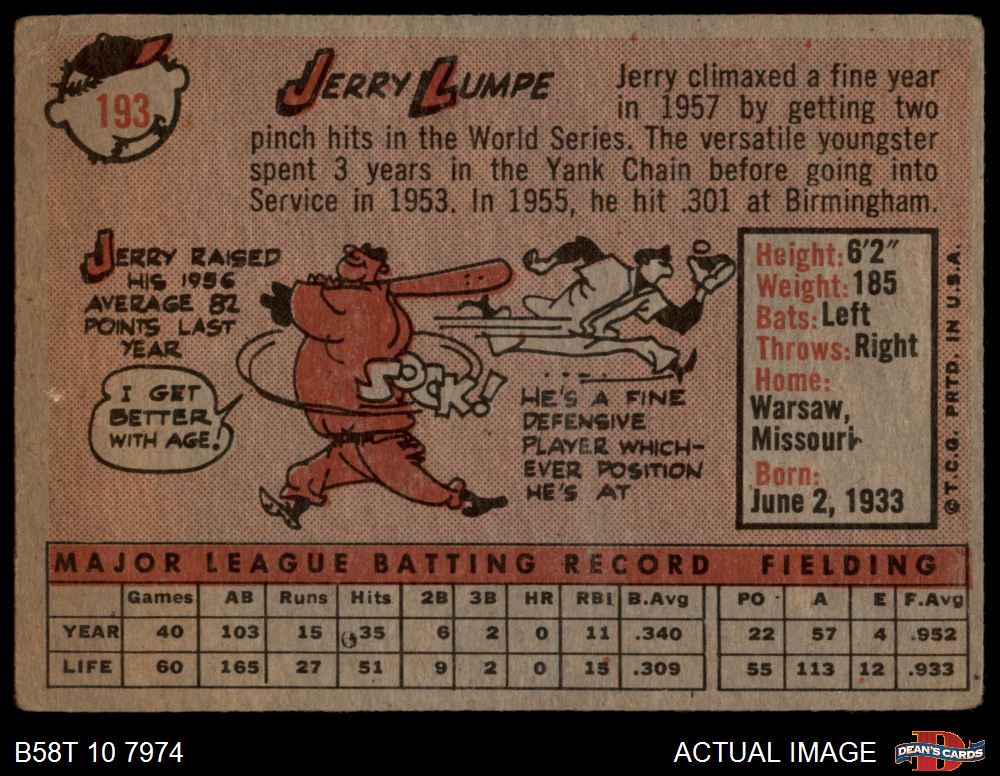 193
JERRY LUMPE
Jerry climaxed a fine year
in 1957 by getting two
pinch hits in the World Series. The versatile youngster
spent 3 years in the Yank Chain before going into
Service in 1953. In 1955, he hit .301 at Birmingham.
JERRY RAISED
HIS 1956
AVERAGE 82
POINTS LAST
YEAR
I GET
BETTER
WITH AGE!
SOCK!
HE'S A FINE
DEFENSIVE
PLAYER WHICH-
EVER POSITION
HE'S AT
Height: 6'2"
Weight: 185
Bats: Left
Throws: Right
Home:
Warsaw,
Missouri
Born:
June 2, 1933
© T.C.G. PRTD. IN U.S.A.
MAJOR LEAGUE BATTING RECORD FIELDING
Games AB Runs Hits 2B 3B HR RBI B.Avg PO A E F.Avg
YEAR 40 103 15 35 6 2 0 11 .340 22 57 4 .952
LIFE 60 165 27 51 9 2 0 15 .309 55 113 12 .933
B58T 10 7974
ACTUAL IMAGE
DEAN'S CARDS